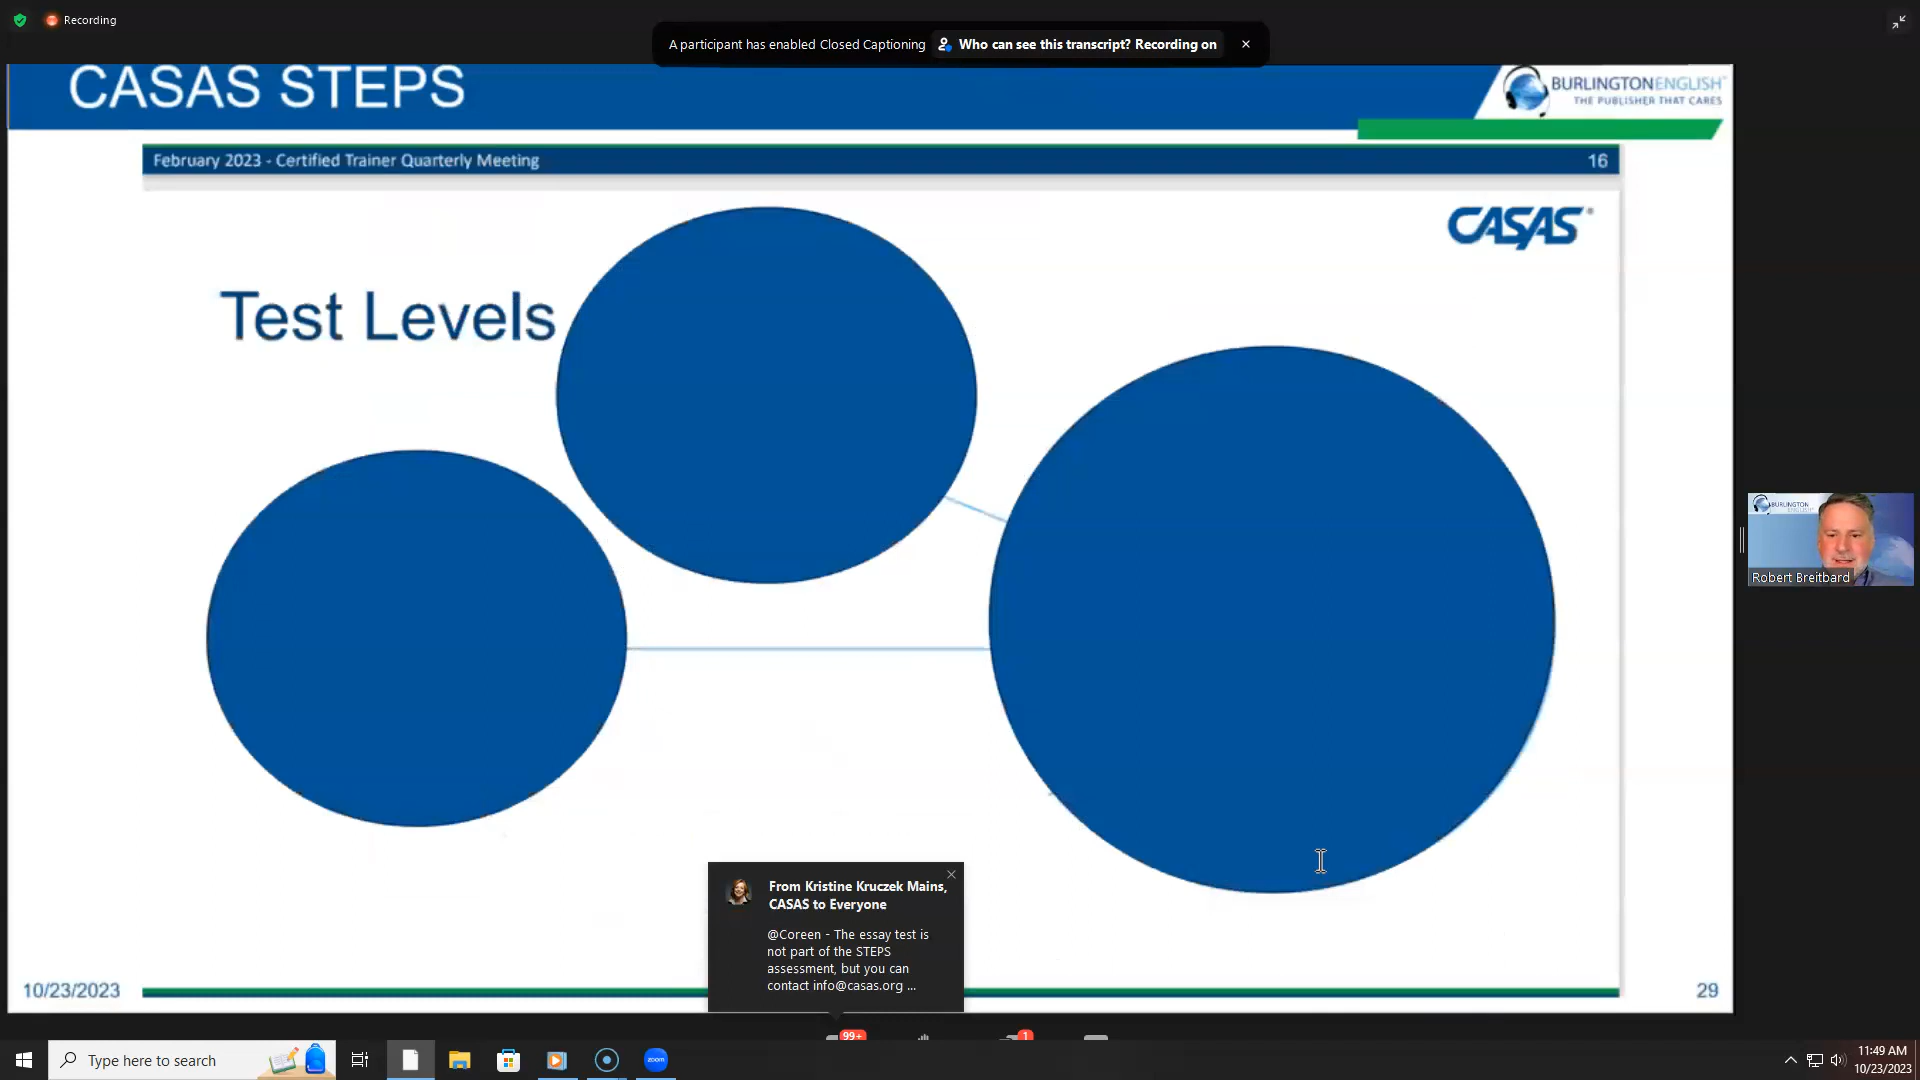 Recording
A participant has enabled Closed Captioning Who can see this transcript? Recording on
CASAS STEPS
BURLINGTONENGLISH
THE PUBLISHER THAT CARES
February 2023 - Certified Trainer Quarterly Meeting 16
CASAS
Test Levels
BURLINGTON
ENGLISH
Robert Breitbard
From Kristine Kruczek Mains,
CASAS to Everyone
@Coreen - The essay test is
not part of the STEPS
assessment, but you can
contact info@casas.org ...
10/23/2023
29
99+
1
Type here to search
zoom
11:49 AM
10/23/2023